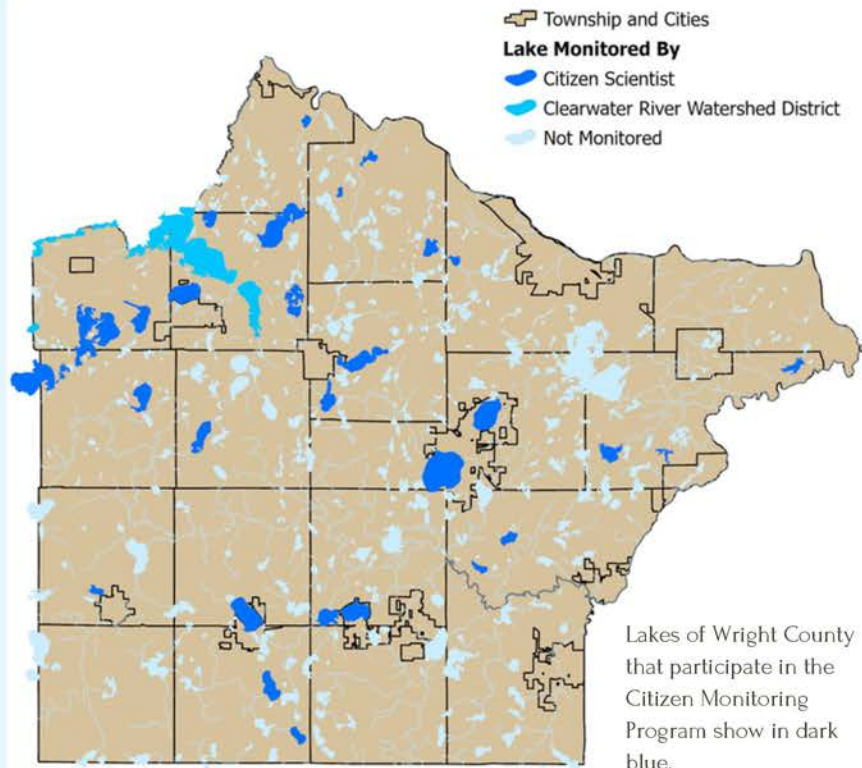 Township and Cities
Lake Monitored By
Citizen Scientist
Clearwater River Watershed District
Not Monitored
Lakes of Wright County
that participate in the
Citizen Monitoring
Program show in dark
blue.